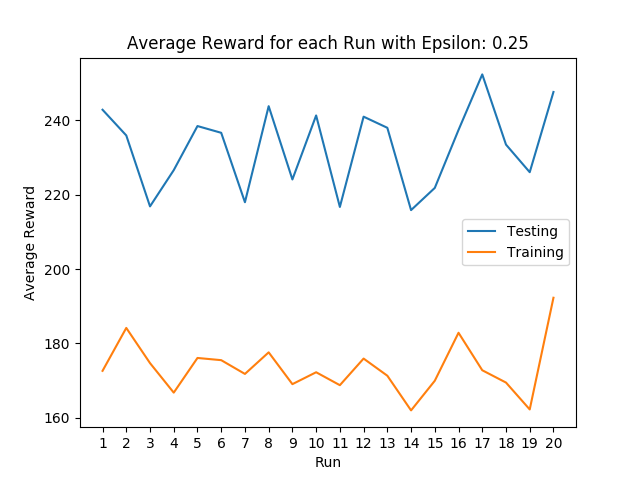 Average Reward for each Run with Epsilon: 0.25
Average Reward
240
220
200
180
160
Testing
Training
1 2 3 4 5 6 7 8 9 10 11 12 13 14 15 16 17 18 19 20
Run